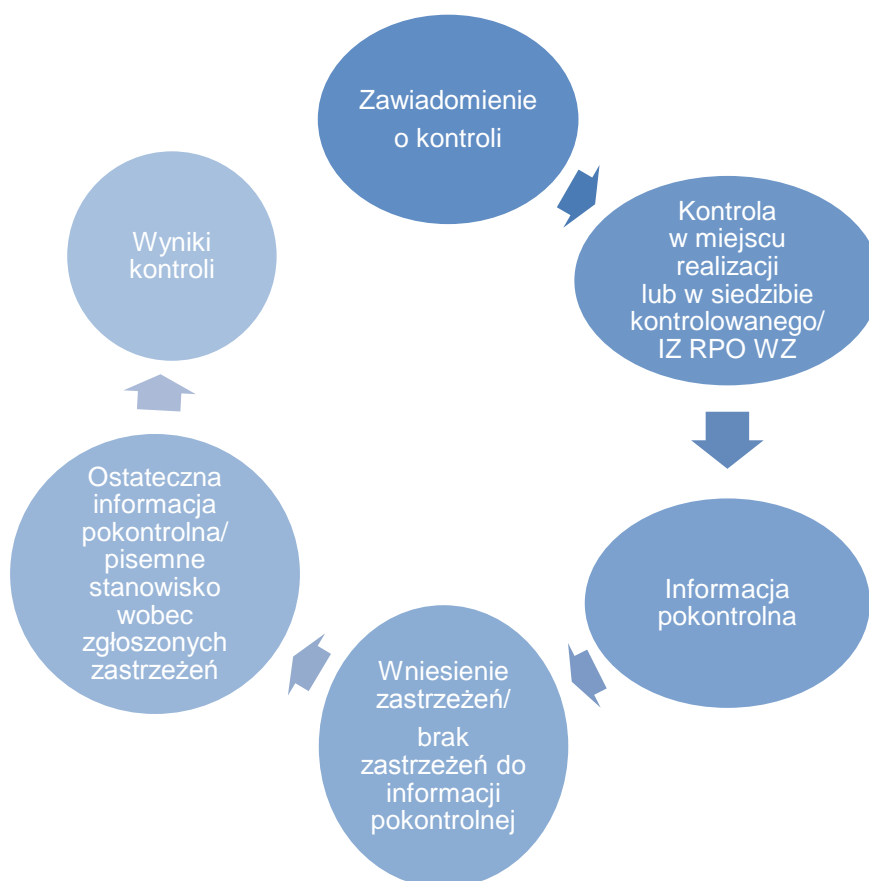 Zawiadomienie
o kontroli
Kontrola
w miejscu
realizacji
lub w siedzibie
kontrolowanego/
IZ RPO WZ
Informacja
pokontrolna
Wniesienie
zastrzeżeń/
brak
zastrzeżeń do
informacji
pokontrolnej
Ostateczna
informacja
pokontrolna/
pisemne
stanowisko
wobec
zgłoszonych
zastrzeżeń
Wyniki
kontroli